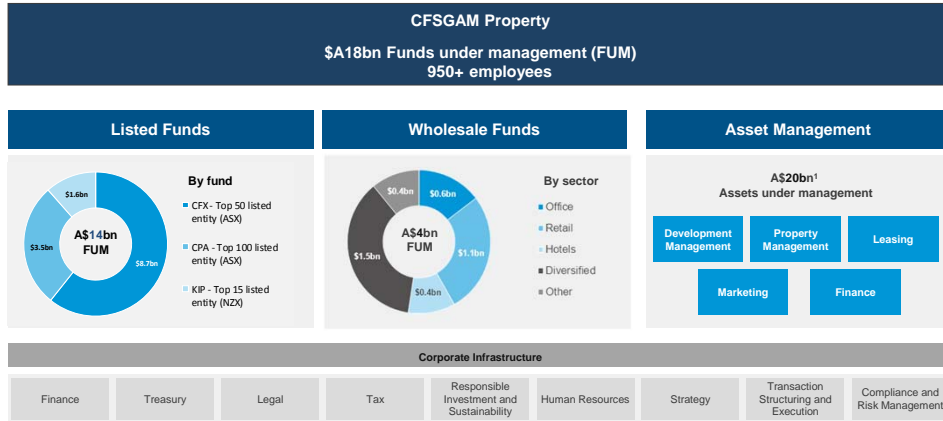 CFSGAM Property
$A18bn Funds under management (FUM)
950+ employees
Listed Funds
A$14bn
FUM
$1.6bn
$3.5bn
$8.7bn
By fund
CFX - Top 50 listed
entity (ASX)
CPA - Top 100 listed
entity (ASX)
KIP - Top 15 listed
entity (NZX)
Wholesale Funds
A$4bn
FUM
$0.4bn
$0.6bn
$1.5bn
$1.1bn
$0.4bn
By sector
Office
Retail
Hotels
Diversified
Other
Asset Management
A$20bn¹
Assets under management
Development
Management
Property
Management
Leasing
Marketing
Finance
Corporate Infrastructure
Finance
Treasury
Legal
Tax
Responsible
Investment and
Sustainability
Human Resources
Strategy
Transaction
Structuring and
Execution
Compliance and
Risk Management